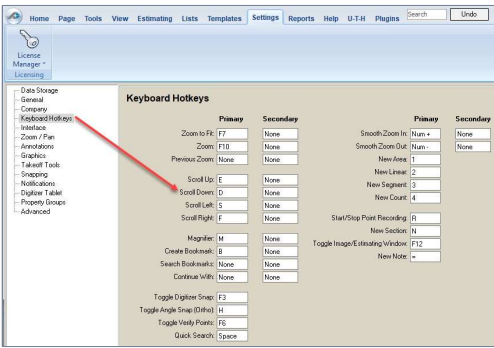 Home Page Tools View Estimating Lists Templates Settings Reports Help U-T-H Plugins Search Undo
License
Manager
Licensing
Data Storage
General
Company
Keyboard Hotkeys
Interface
Zoom / Pan
Annotations
Graphics
Takeoff Tools
Snapping
Notifications
Digitizer Tablet
Property Groups
Advanced
Keyboard Hotkeys
Primary Secondary
Zoom to Fit: F7 None
Zoom: F10 None
Previous Zoom: None None
Scroll Up: E None
Scroll Down: D None
Scroll Left: S None
Scroll Right: F None
Magnifier: M None
Create Bookmark: B None
Search Bookmarks: None None
Continue With: None None
Toggle Digitizer Snap: F3
Toggle Angle Snap (Ortho): H
Toggle Verify Points: F6
Quick Search: Space
Primary Secondary
Smooth Zoom In: Num + None
Smooth Zoom Out: Num - None
New Area: 1
New Linear: 2
New Segment: 3
New Count: 4
Start/Stop Point Recording: R
New Section: N
Toggle Image/Estimating Window: F12
New Note: =